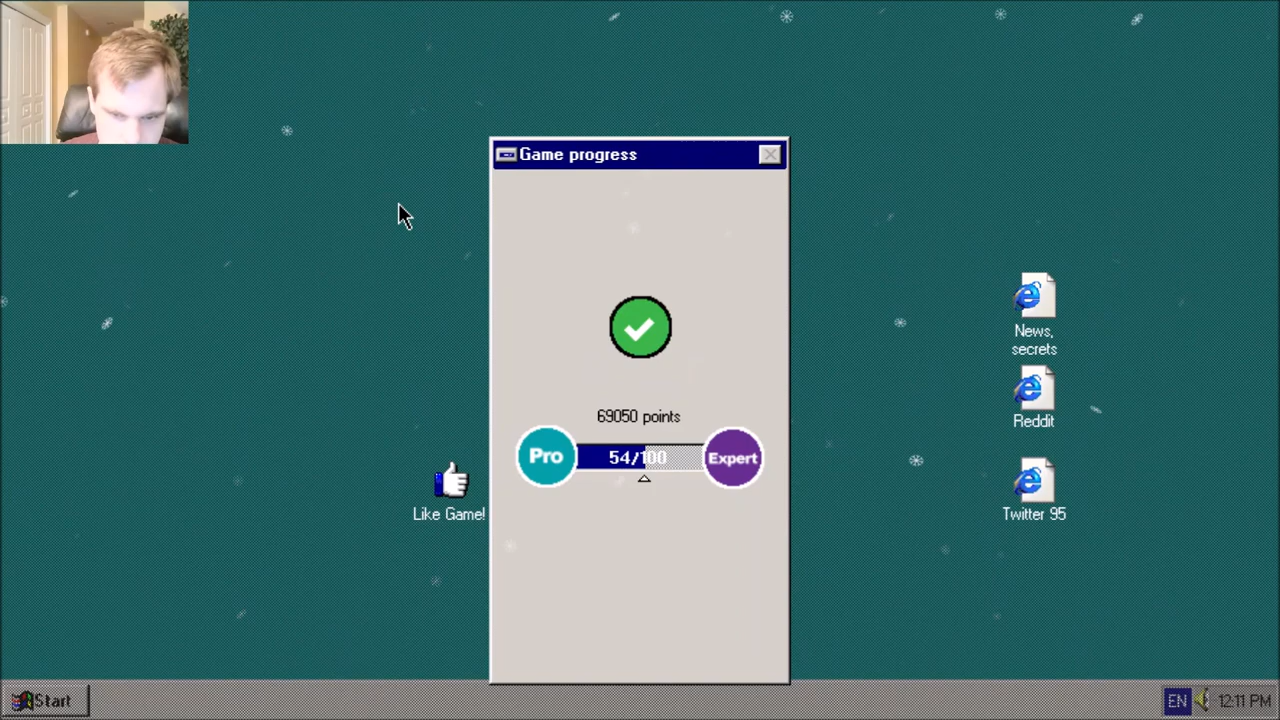 Game progress
69050 points
Pro
54/100
Expert
Like Game!
News,
secrets
Reddit
Twitter 95
Start
EN
12:11 PM